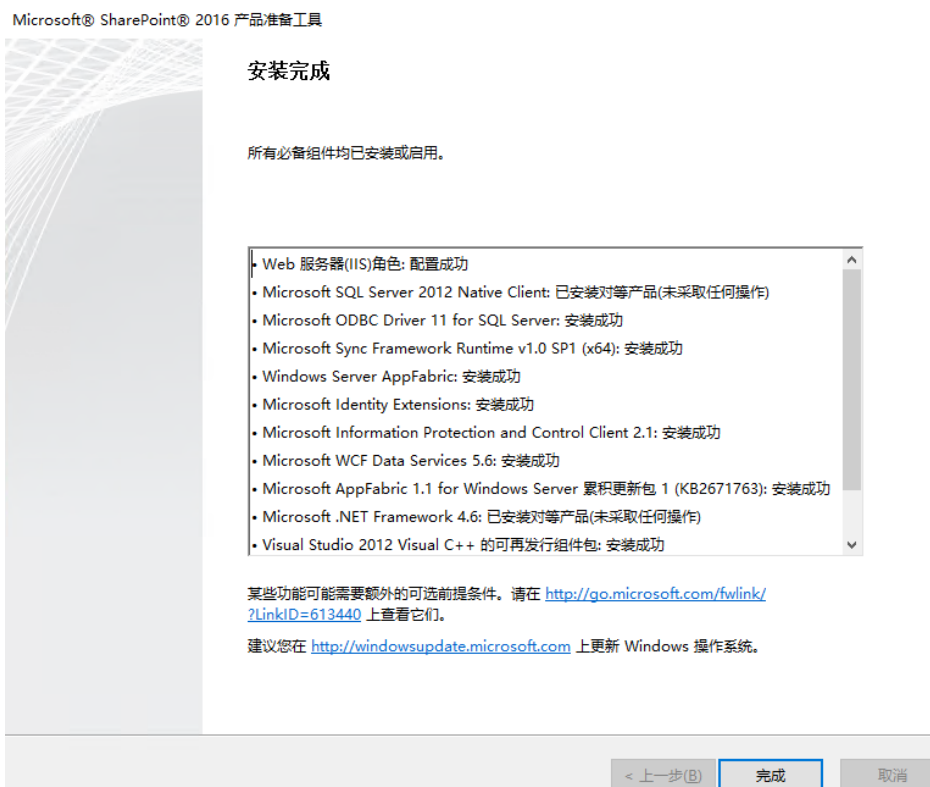 Microsoft® SharePoint® 2016 产品准备工具
安装完成
所有必备组件均已安装或启用。
• Web 服务器(IIS)角色: 配置成功
• Microsoft SQL Server 2012 Native Client: 已安装对等产品(未采取任何操作)
• Microsoft ODBC Driver 11 for SQL Server: 安装成功
• Microsoft Sync Framework Runtime v1.0 SP1 (x64): 安装成功
• Windows Server AppFabric: 安装成功
• Microsoft Identity Extensions: 安装成功
• Microsoft Information Protection and Control Client 2.1: 安装成功
• Microsoft WCF Data Services 5.6: 安装成功
• Microsoft AppFabric 1.1 for Windows Server 累积更新包 1 (KB2671763): 安装成功
• Microsoft .NET Framework 4.6: 已安装对等产品(未采取任何操作)
• Visual Studio 2012 Visual C++ 的可再发行组件包: 安装成功
某些功能可能需要额外的可选前提条件。请在 http://go.microsoft.com/fwlink/
?LinkID=613440 上查看它们。
建议您在 http://windowsupdate.microsoft.com 上更新 Windows 操作系统。
< 上一步(B) 完成 取消